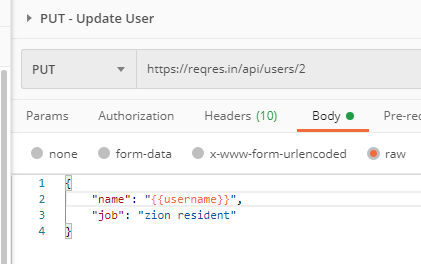 PUT - Update User
PUT https://reqres.in/api/users/2
Params Authorization Headers (10) Body Pre-req
none form-data x-www-form-urlencoded raw
1 {
2 "name": "{{username}}",
3 "job": "zion resident"
4 }